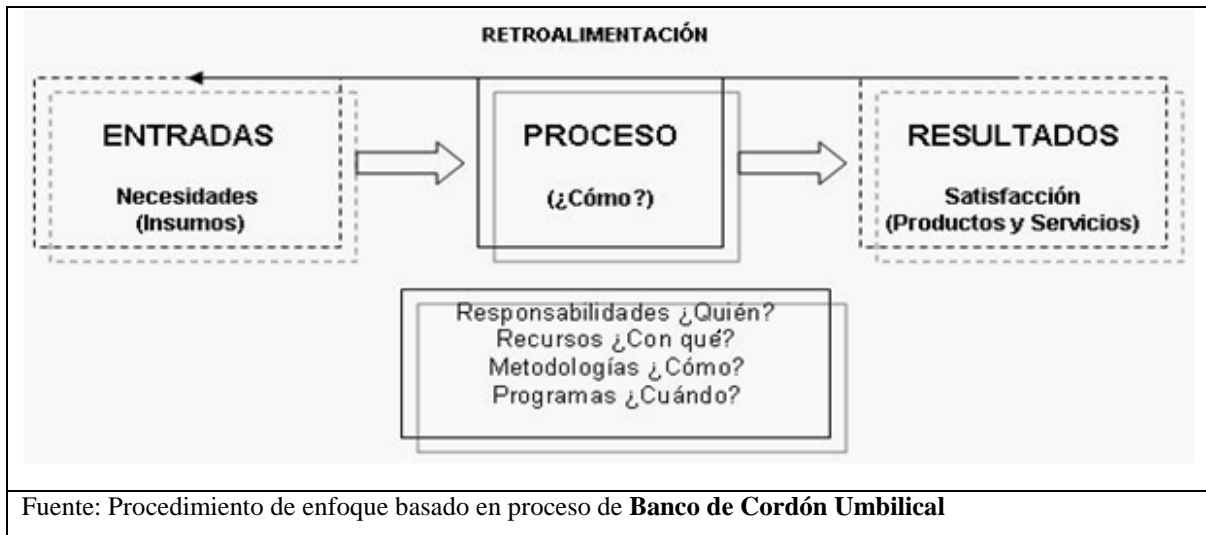 RETROALIMENTACIÓN
ENTRADAS
Necesidades
(Insumos)
PROCESO
(¿Cómo?)
RESULTADOS
Satisfacción
(Productos y Servicios)
Responsabilidades ¿Quién?
Recursos ¿Con qué?
Metodologías ¿Cómo?
Programas ¿Cuándo?
Fuente: Procedimiento de enfoque basado en proceso de Banco de Cordón Umbilical